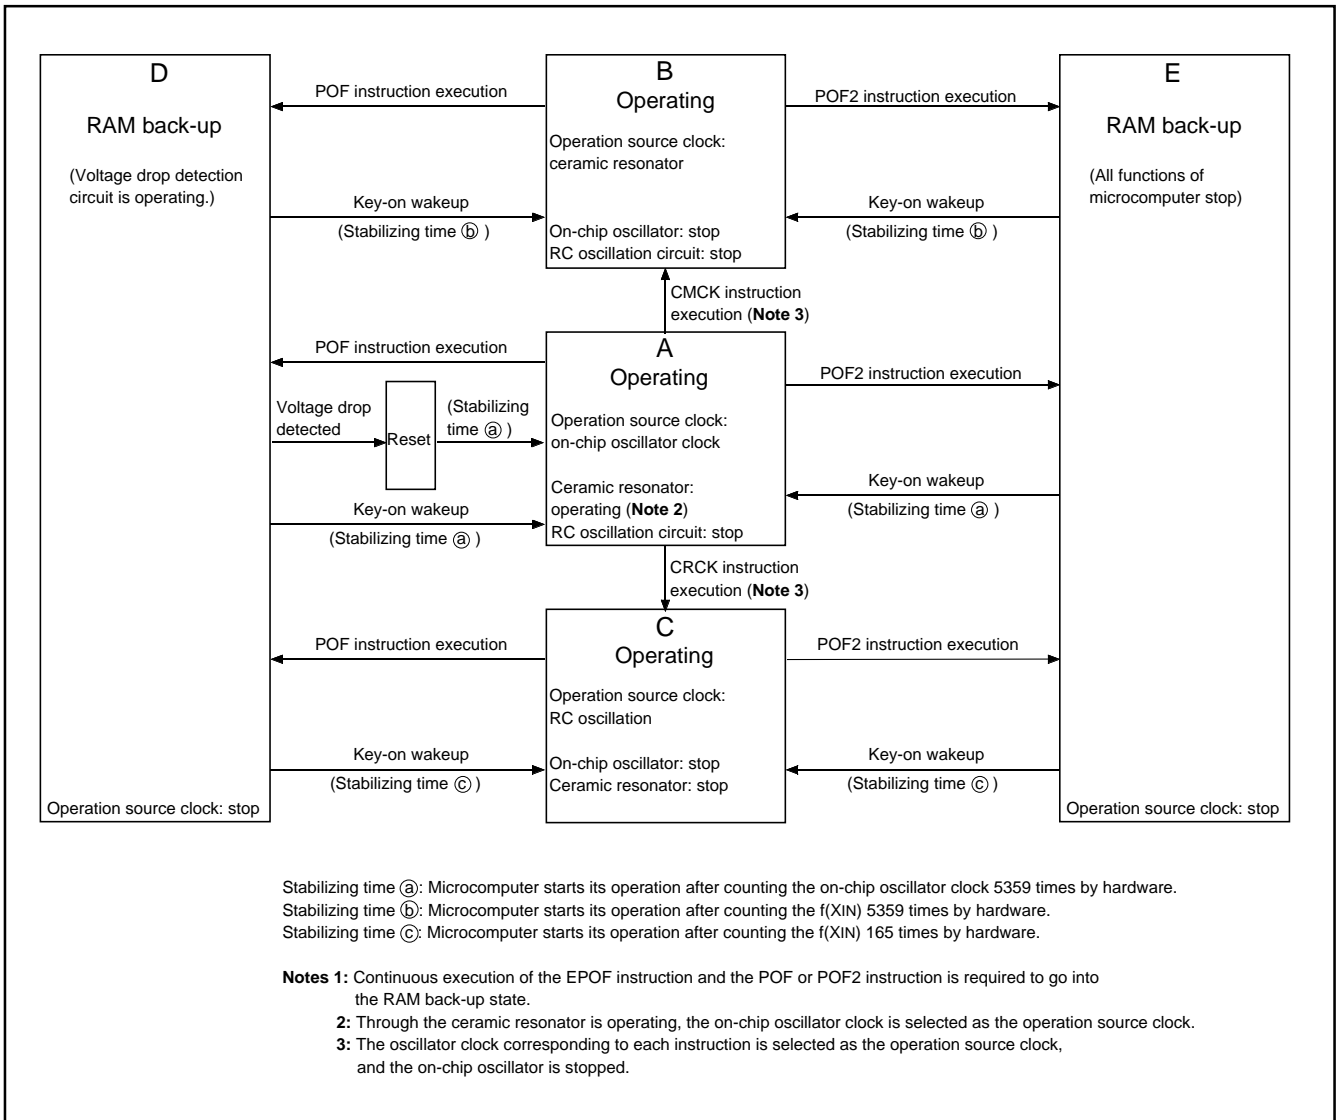 D
RAM back-up
(Voltage drop detection
circuit is operating.)
Operation source clock: stop
POF instruction execution
Key-on wakeup
(Stabilizing time ⓑ )
B
Operating
Operation source clock:
ceramic resonator
On-chip oscillator: stop
RC oscillation circuit: stop
POF2 instruction execution
Key-on wakeup
(Stabilizing time ⓑ )
E
RAM back-up
(All functions of
microcomputer stop)
Operation source clock: stop
CMCK instruction
execution (Note 3)
POF instruction execution
Voltage drop
detected
Reset
(Stabilizing
time ⓐ )
Key-on wakeup
(Stabilizing time ⓐ )
A
Operating
Operation source clock:
on-chip oscillator clock
Ceramic resonator:
operating (Note 2)
RC oscillation circuit: stop
POF2 instruction execution
Key-on wakeup
(Stabilizing time ⓐ )
CRCK instruction
execution (Note 3)
POF instruction execution
Key-on wakeup
(Stabilizing time ⓒ )
C
Operating
Operation source clock:
RC oscillation
On-chip oscillator: stop
Ceramic resonator: stop
POF2 instruction execution
Key-on wakeup
(Stabilizing time ⓒ )
Stabilizing time ⓐ: Microcomputer starts its operation after counting the on-chip oscillator clock 5359 times by hardware.
Stabilizing time ⓑ: Microcomputer starts its operation after counting the f(XIN) 5359 times by hardware.
Stabilizing time ⓒ: Microcomputer starts its operation after counting the f(XIN) 165 times by hardware.
Notes 1: Continuous execution of the EPOF instruction and the POF or POF2 instruction is required to go into
the RAM back-up state.
2: Through the ceramic resonator is operating, the on-chip oscillator clock is selected as the operation source clock.
3: The oscillator clock corresponding to each instruction is selected as the operation source clock,
and the on-chip oscillator is stopped.